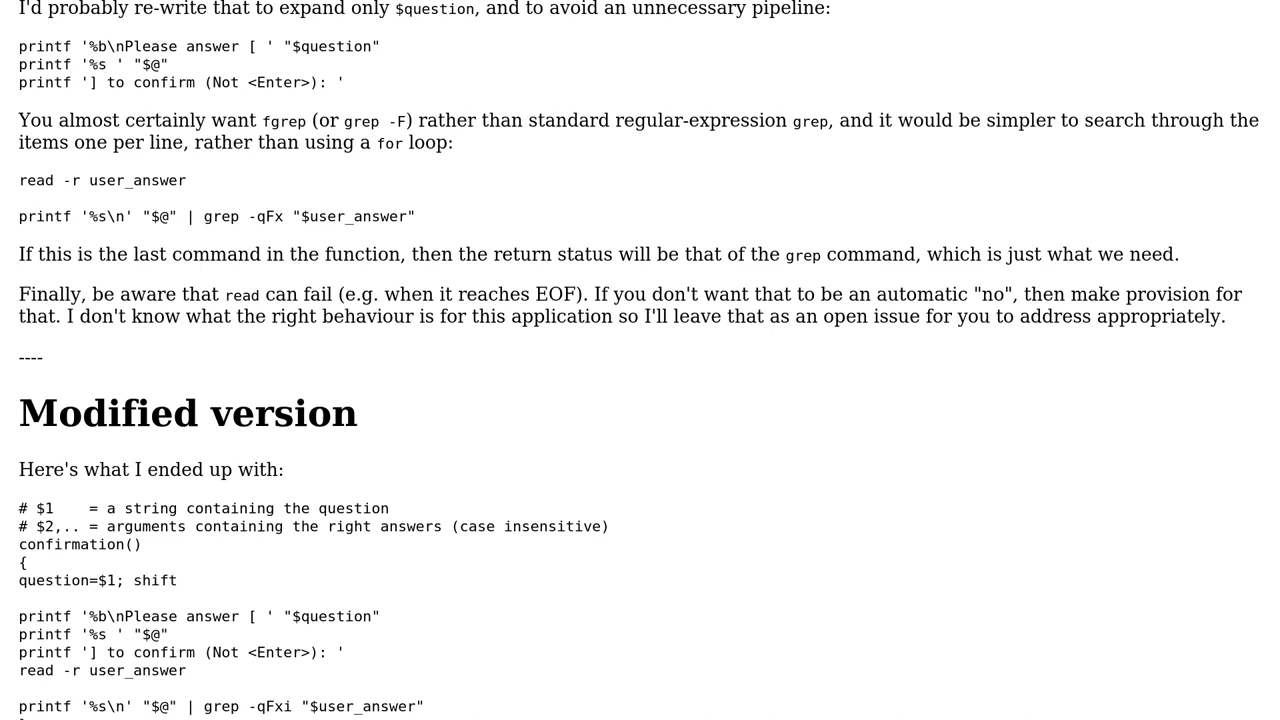 I'd probably re-write that to expand only $question, and to avoid an unnecessary pipeline:
printf '%b\nPlease answer [ ' "$question"
printf '%s ' "$@"
printf '] to confirm (Not <Enter>): '
You almost certainly want fgrep (or grep -F) rather than standard regular-expression grep, and it would be simpler to search through the
items one per line, rather than using a for loop:
read -r user_answer
printf '%s\n' "$@" | grep -qFx "$user_answer"
If this is the last command in the function, then the return status will be that of the grep command, which is just what we need.
Finally, be aware that read can fail (e.g. when it reaches EOF). If you don't want that to be an automatic "no", then make provision for
that. I don't know what the right behaviour is for this application so I'll leave that as an open issue for you to address appropriately.
----
Modified version
Here's what I ended up with:
# $1    = a string containing the question
# $2,.. = arguments containing the right answers (case insensitive)
confirmation()
{
question=$1; shift
printf '%b\nPlease answer [ ' "$question"
printf '%s ' "$@"
printf '] to confirm (Not <Enter>): '
read -r user_answer
printf '%s\n' "$@" | grep -qFxi "$user_answer"